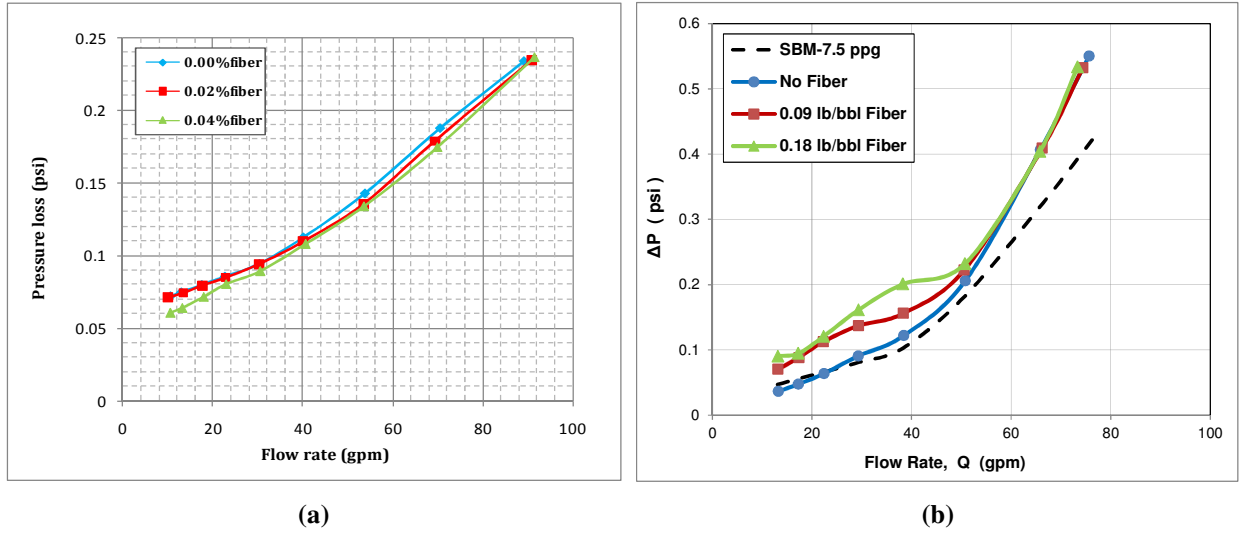 0.25
0.2
0.15
0.1
0.05
0
0 20 40 60 80 100
Pressure loss (psi)
Flow rate (gpm)
0.00%fiber
0.02%fiber
0.04%fiber
(a)
0.6
0.5
0.4
0.3
0.2
0.1
0
0 20 40 60 80 100
ΔP ( psi )
Flow Rate, Q (gpm)
SBM-7.5 ppg
No Fiber
0.09 lb/bbl Fiber
0.18 lb/bbl Fiber
(b)